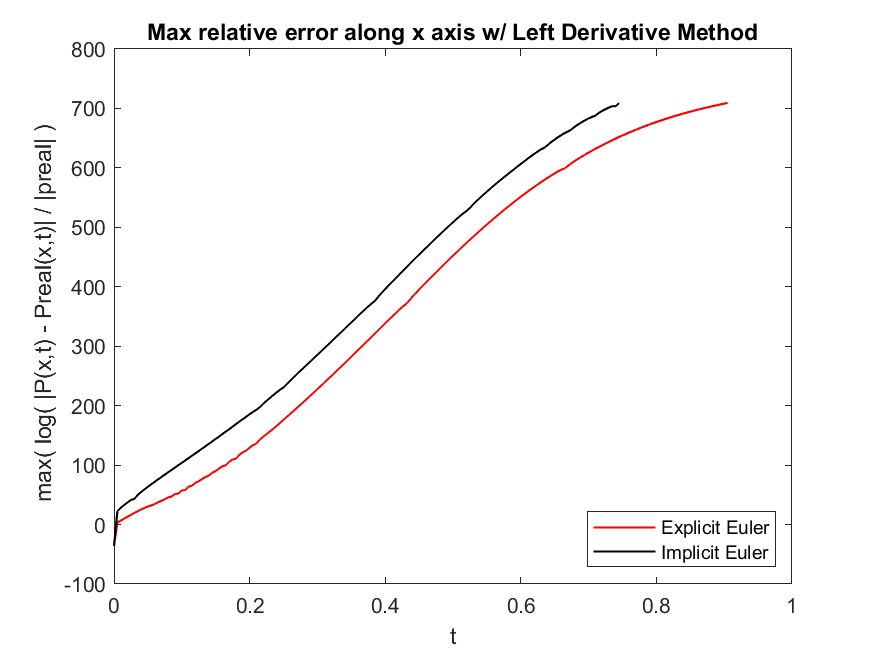 Max relative error along x axis w/ Left Derivative Method
max( log( |P(x,t) - Preal(x,t)| / |preal| )
800
700
600
500
400
300
200
100
0
-100
0 0.2 0.4 0.6 0.8 1
t
Explicit Euler
Implicit Euler